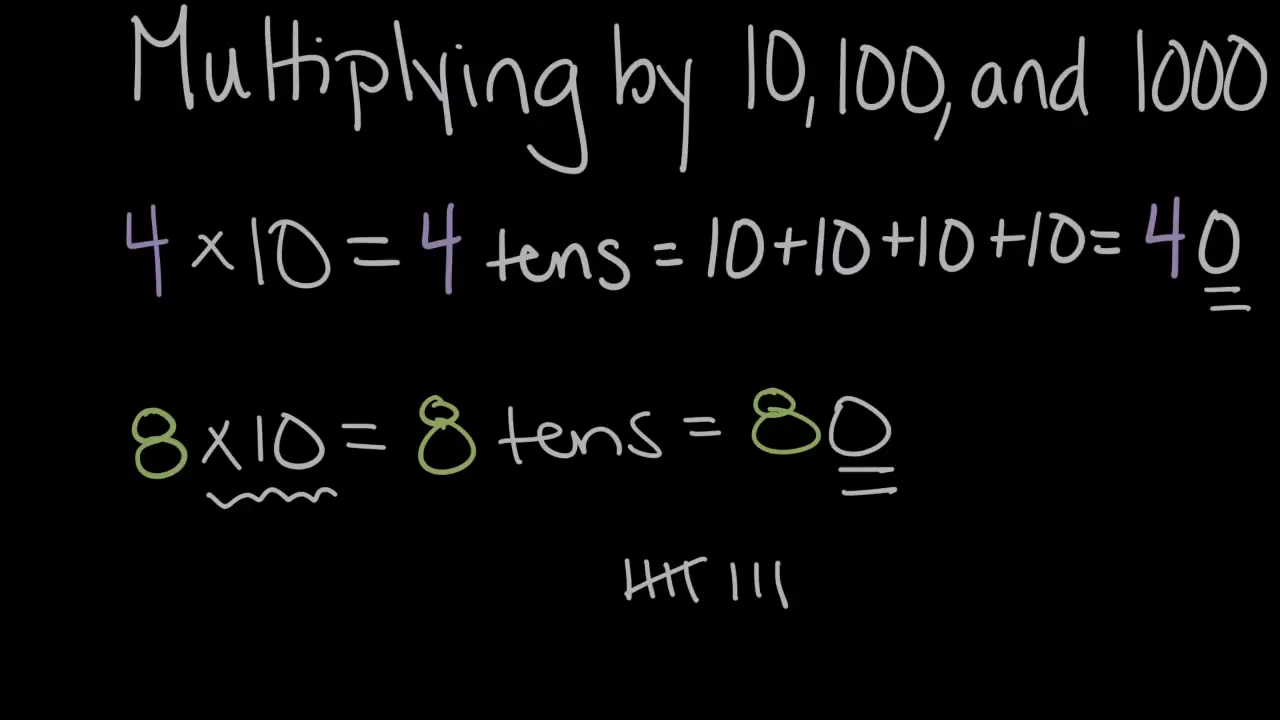 Multiplying by 10, 100, and 1000
4 × 10 = 4 tens = 10+10+10+10= 40
8 ×10 = 8 tens = 80